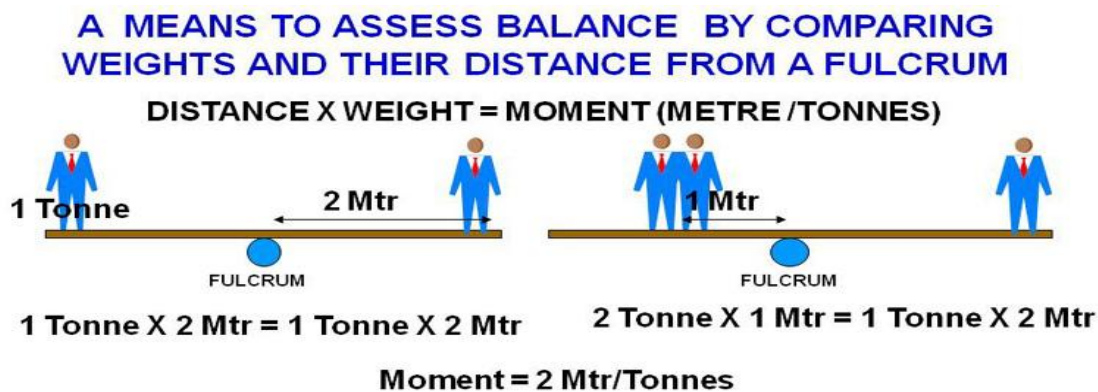 A MEANS TO ASSESS BALANCE BY COMPARING
WEIGHTS AND THEIR DISTANCE FROM A FULCRUM
DISTANCE X WEIGHT = MOMENT (METRE /TONNES)
1 Tonne
2 Mtr
1 Mtr
FULCRUM
FULCRUM
1 Tonne X 2 Mtr = 1 Tonne X 2 Mtr
2 Tonne X 1 Mtr = 1 Tonne X 2 Mtr
Moment = 2 Mtr/Tonnes